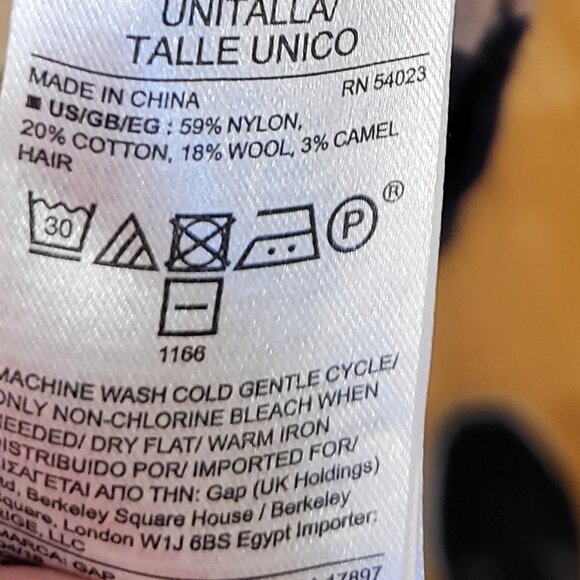 UNITALLA/
TALLE UNICO
MADE IN CHINA
RN 54023
US/GB/EG : 59% NYLON,
20% COTTON, 18% WOOL, 3% CAMEL
HAIR
30
P
®
1166
MACHINE WASH COLD GENTLE CYCLE/
ONLY NON-CHLORINE BLEACH WHEN
NEEDED/ DRY FLAT/ WARM IRON
DISTRIBUIDO POR/ IMPORTED FOR/
ΕΙΣΑΓΕΤΑΙ ΑΠΟ ΤΗΝ: Gap (UK Holdings)
Ltd, Berkeley Square House / Berkeley
Square, London W1J 6BS Egypt Importer:
LLC
MARCA: GAP
17897